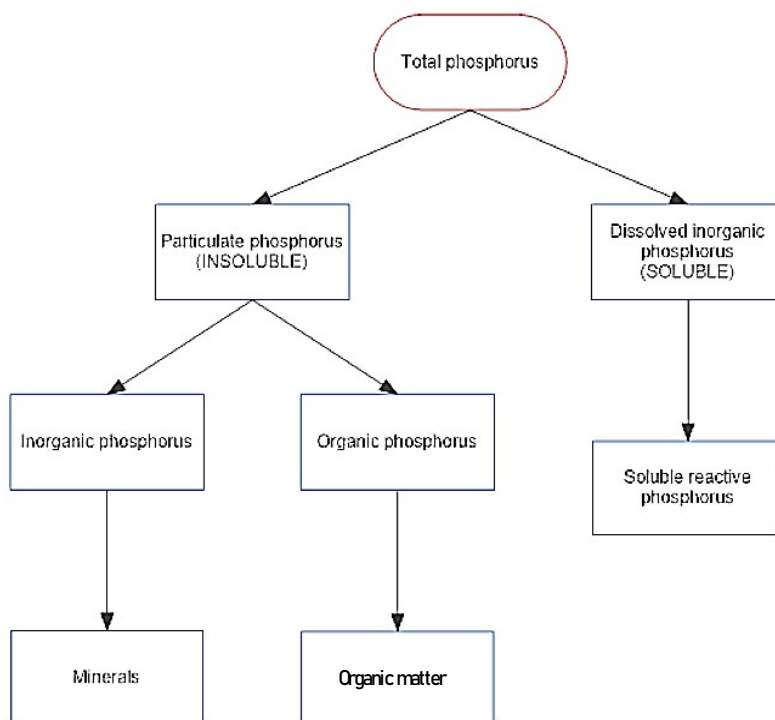 Total phosphorus
Particulate phosphorus
(INSOLUBLE)
Dissolved inorganic
phosphorus
(SOLUBLE)
Inorganic phosphorus
Organic phosphorus
Soluble reactive
phosphorus
Minerals
Organic matter